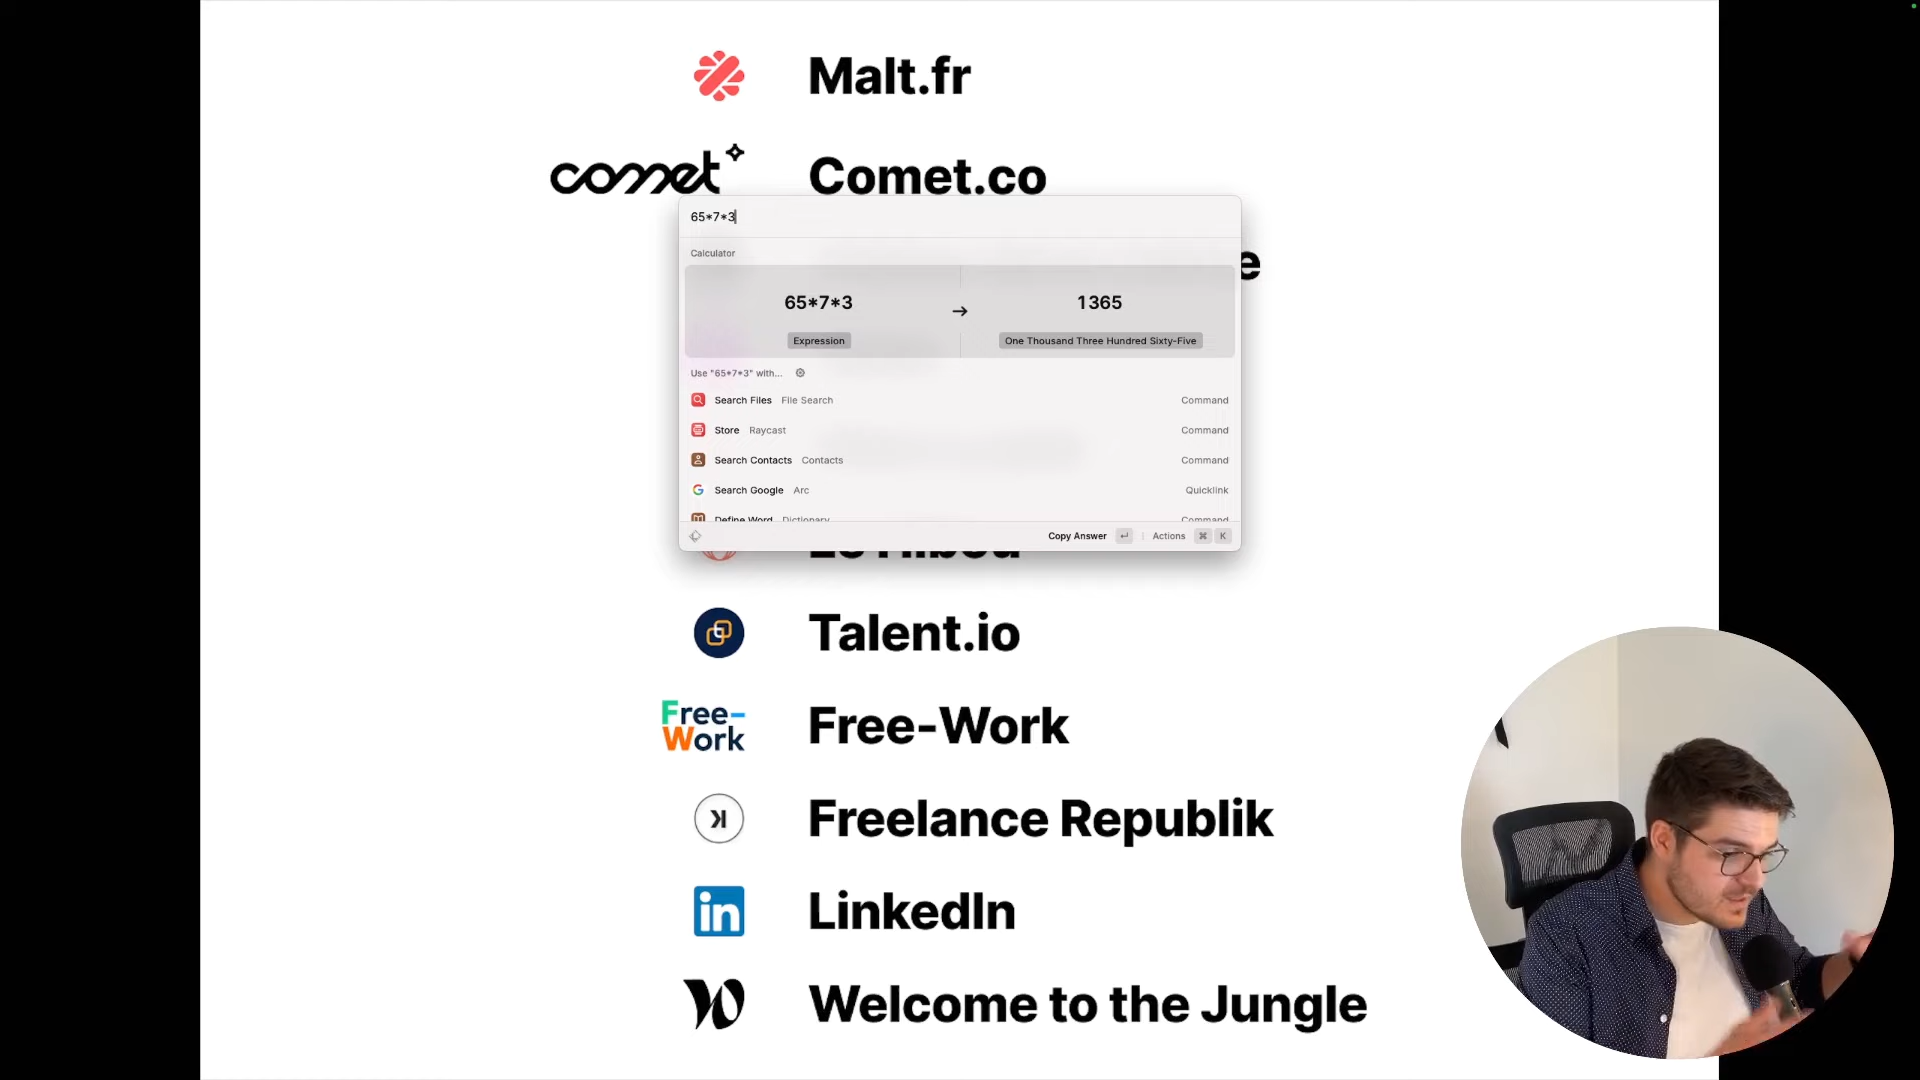 Malt.fr
comet
Comet.co
65*7*3
Calculator
65*7*3
1365
Expression
One Thousand Three Hundred Sixty-Five
Use "65*7*3" with...
Search Files File Search Command
Store Raycast Command
Search Contacts Contacts Command
Search Google Arc Quicklink
Define Word Dictionary Command
Copy Answer ↵ Actions ⌘ K
Talent.io
Free-
Work
Free-Work
Freelance Republik
in
LinkedIn
Welcome to the Jungle